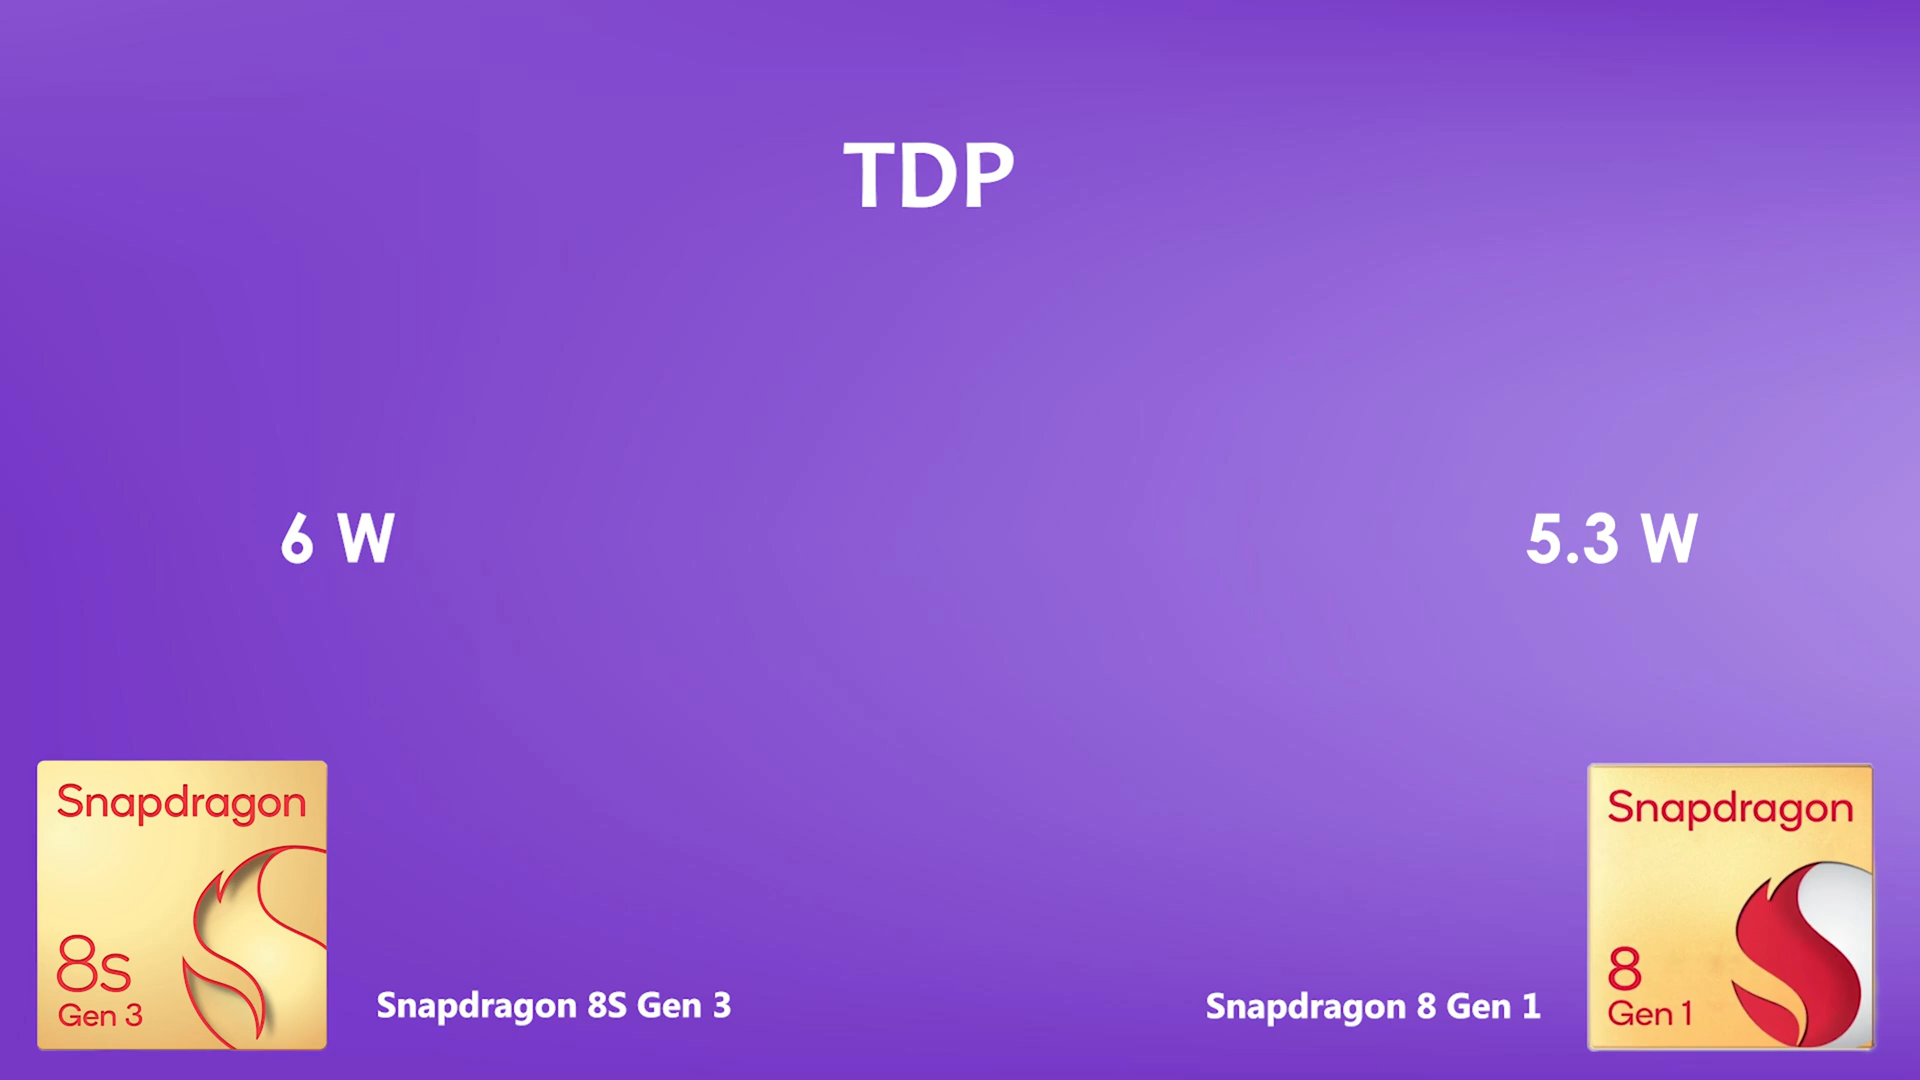 TDP
6 W
5.3 W
Snapdragon
8s
Gen 3
Snapdragon 8S Gen 3
Snapdragon 8 Gen 1
Snapdragon
8
Gen 1